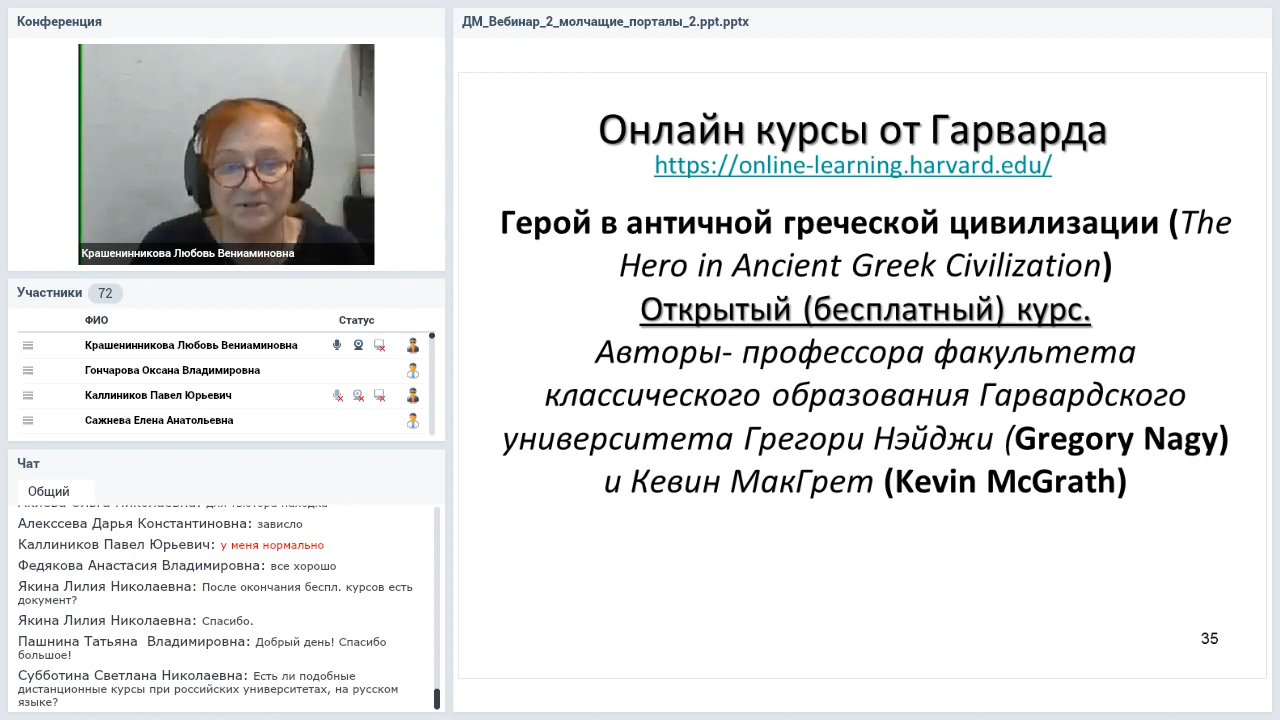 Конференция
Крашенинникова Любовь Вениаминовна
Участники 72
ФИО Статус
Крашенинникова Любовь Вениаминовна
Гончарова Оксана Владимировна
Каллиников Павел Юрьевич
Сажнева Елена Анатольевна
Чат
Общий
Алекссева Дарья Константиновна: зависло
Каллиников Павел Юрьевич: у меня нормально
Федякова Анастасия Владимировна: все хорошо
Якина Лилия Николаевна: После окончания беспл. курсов есть
документ?
Якина Лилия Николаевна: Спасибо.
Пашнина Татьяна Владимировна: Добрый день! Спасибо
большое!
Субботина Светлана Николаевна: Есть ли подобные
дистанционные курсы при российских университетах, на русском
языке?
ДМ_Вебинар_2_молчащие_порталы_2.ppt.pptx
Онлайн курсы от Гарварда
https://online-learning.harvard.edu/
Герой в античной греческой цивилизации (The
Hero in Ancient Greek Civilization)
Открытый (бесплатный) курс.
Авторы- профессора факультета
классического образования Гарвардского
университета Грегори Нэйджи (Gregory Nagy)
и Кевин МакГрет (Kevin McGrath)
35